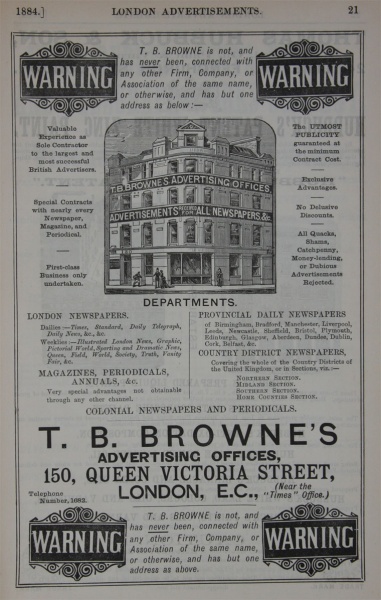 1884.] LONDON ADVERTISEMENTS. 21
WARNING
T. B. BROWNE is not, and
has never been, connected with
any other Firm, Company, or
Association of the same name,
or otherwise, and has but one
address as below:—
WARNING
Valuable
Experience as
Sole Contractor
to the largest and
most successful
British Advertisers.
Special Contracts
with nearly every
Newspaper,
Magazine, and
Periodical.
First-class
Business only
undertaken.
T. B. BROWNE'S ADVERTISING OFFICES.
ADVERTISEMENTS FOR ALL NEWSPAPERS, &c.
The UTMOST
PUBLICITY
guaranteed at
the minimum
Contract Cost.
Exclusive
Advantages.
No Delusive
Discounts.
All Quacks,
Shams,
Catchpenny,
Money-lending,
or Dubious
Advertisements
Rejected.
DEPARTMENTS.
LONDON NEWSPAPERS.
Dailies—Times, Standard, Daily Telegraph,
Daily News, &c., &c.
Weeklies—Illustrated London News, Graphic,
Pictorial World, Sporting and Dramatic News,
Queen, Field, World, Society, Truth, Vanity
Fair, &c.
MAGAZINES, PERIODICALS,
ANNUALS, &c.
Very special advantages not obtainable
through any other channel.
PROVINCIAL DAILY NEWSPAPERS
of Birmingham, Bradford, Manchester, Liverpool,
Leeds, Newcastle, Sheffield, Bristol, Plymouth,
Edinburgh, Glasgow, Aberdeen, Dundee, Dublin,
Cork, Belfast, &c.
COUNTRY DISTRICT NEWSPAPERS,
Covering the whole of the Country Districts of
the United Kingdom, or in Sections, viz.:—
NORTHERN SECTION.
MIDLAND SECTION.
SOUTHERN SECTION.
HOME COUNTIES SECTION.
COLONIAL NEWSPAPERS AND PERIODICALS.
T. B. BROWNE'S
ADVERTISING OFFICES,
150, QUEEN VICTORIA STREET,
Telephone
Number, 1682.
LONDON, E.C., (Near the
"Times" Office.)
WARNING
T. B. BROWNE is not, and
has never been, connected with
any other Firm, Company, or
Association of the same name,
or otherwise, and has but one
address as above.
WARNING